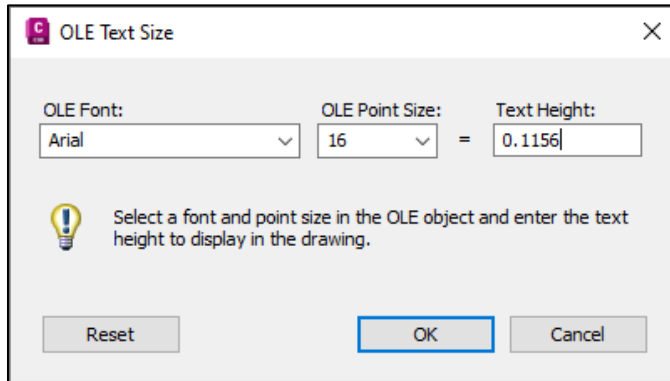 OLE Text Size
OLE Font: OLE Point Size: Text Height:
Arial 16 = 0.1156
Select a font and point size in the OLE object and enter the text
height to display in the drawing.
Reset OK Cancel